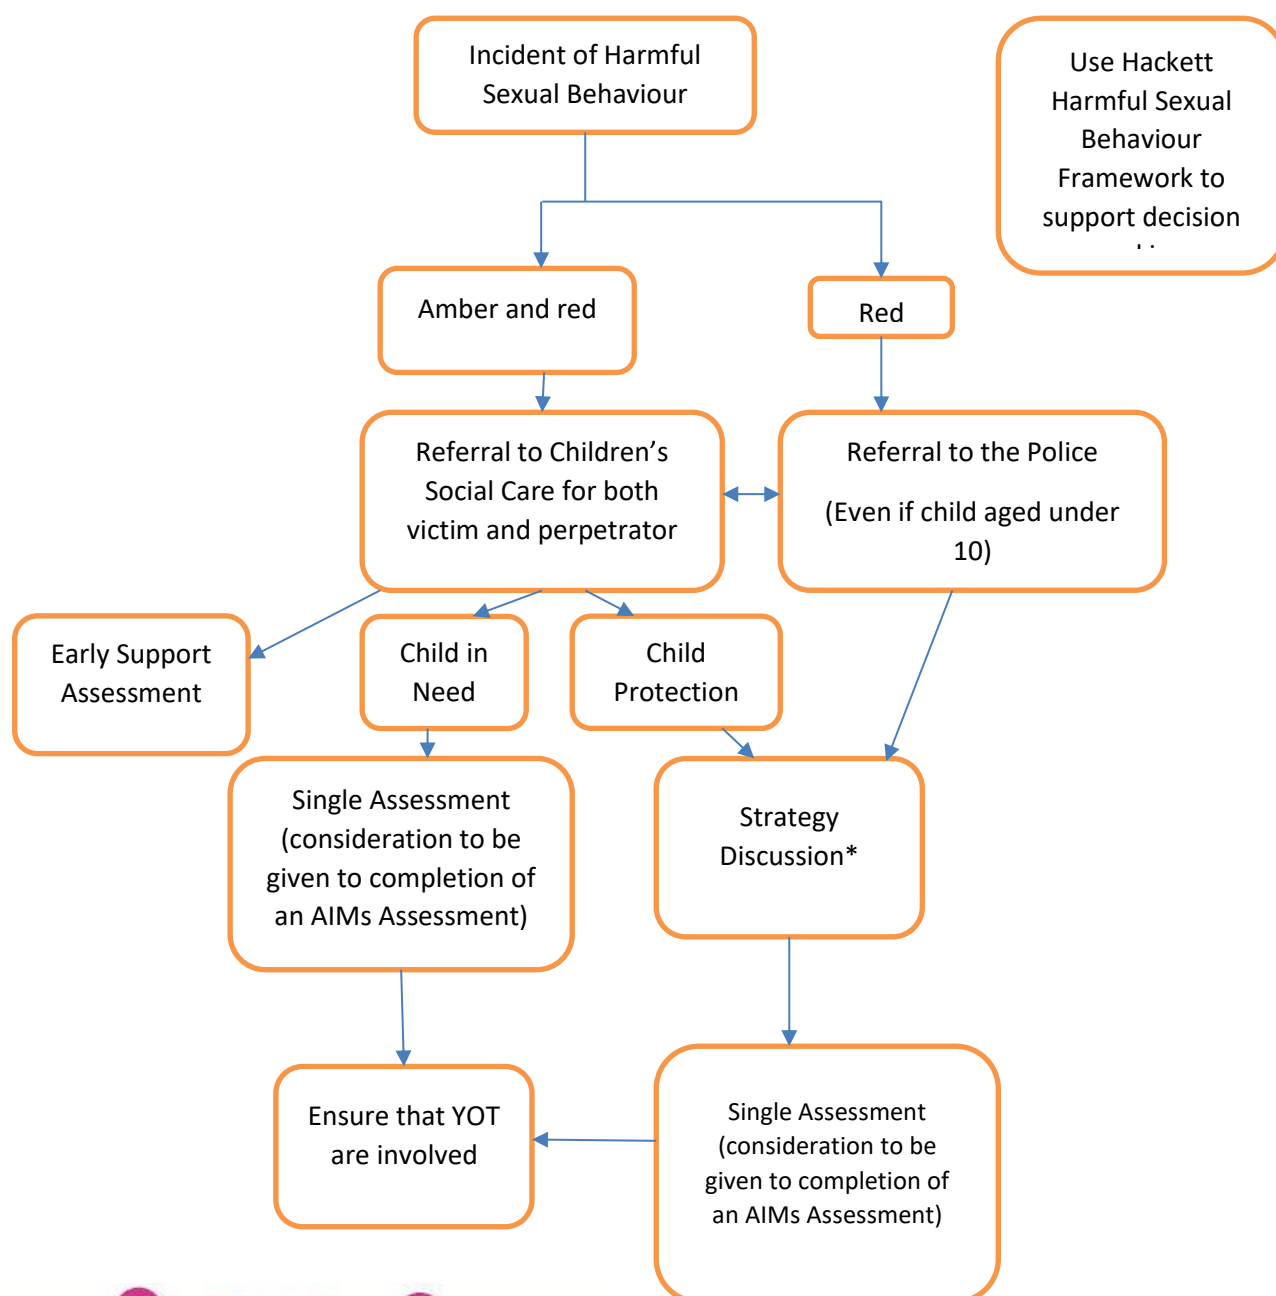 Incident of Harmful
Sexual Behaviour
Use Hackett
Harmful Sexual
Behaviour
Framework to
support decision
Amber and red
Red
Referral to Children’s
Social Care for both
victim and perpetrator
Referral to the Police
(Even if child aged under
10)
Early Support
Assessment
Child in
Need
Child
Protection
Single Assessment
(consideration to be
given to completion of
an AIMs Assessment)
Strategy
Discussion*
Ensure that YOT
are involved
Single Assessment
(consideration to be
given to completion of
an AIMs Assessment)